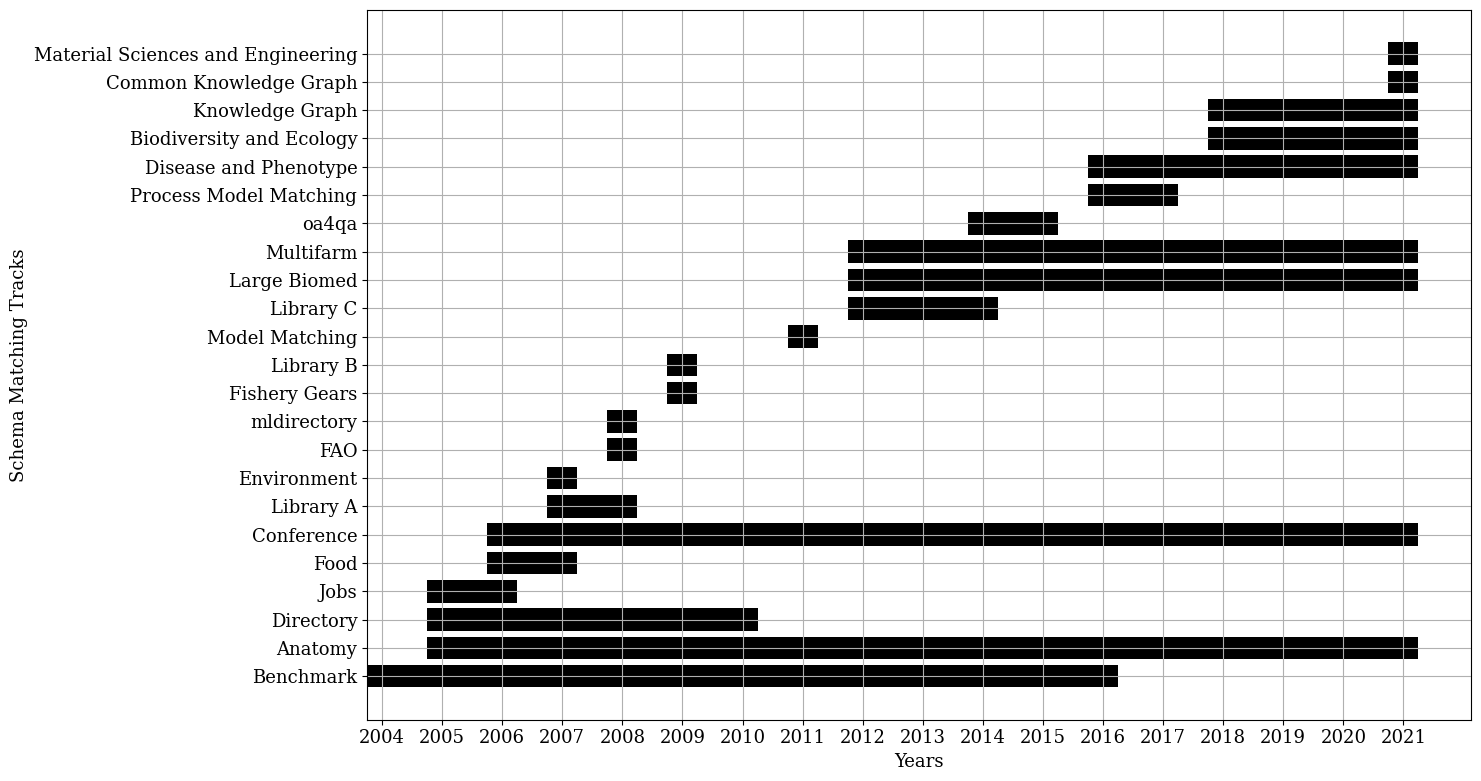 Material Sciences and Engineering
Common Knowledge Graph
Knowledge Graph
Biodiversity and Ecology
Disease and Phenotype
Process Model Matching
oa4qa
Multifarm
Large Biomed
Library C
Model Matching
Library B
Fishery Gears
mldirectory
FAO
Environment
Library A
Conference
Food
Jobs
Directory
Anatomy
Benchmark
Schema Matching Tracks
2004 2005 2006 2007 2008 2009 2010 2011 2012 2013 2014 2015 2016 2017 2018 2019 2020 2021
Years